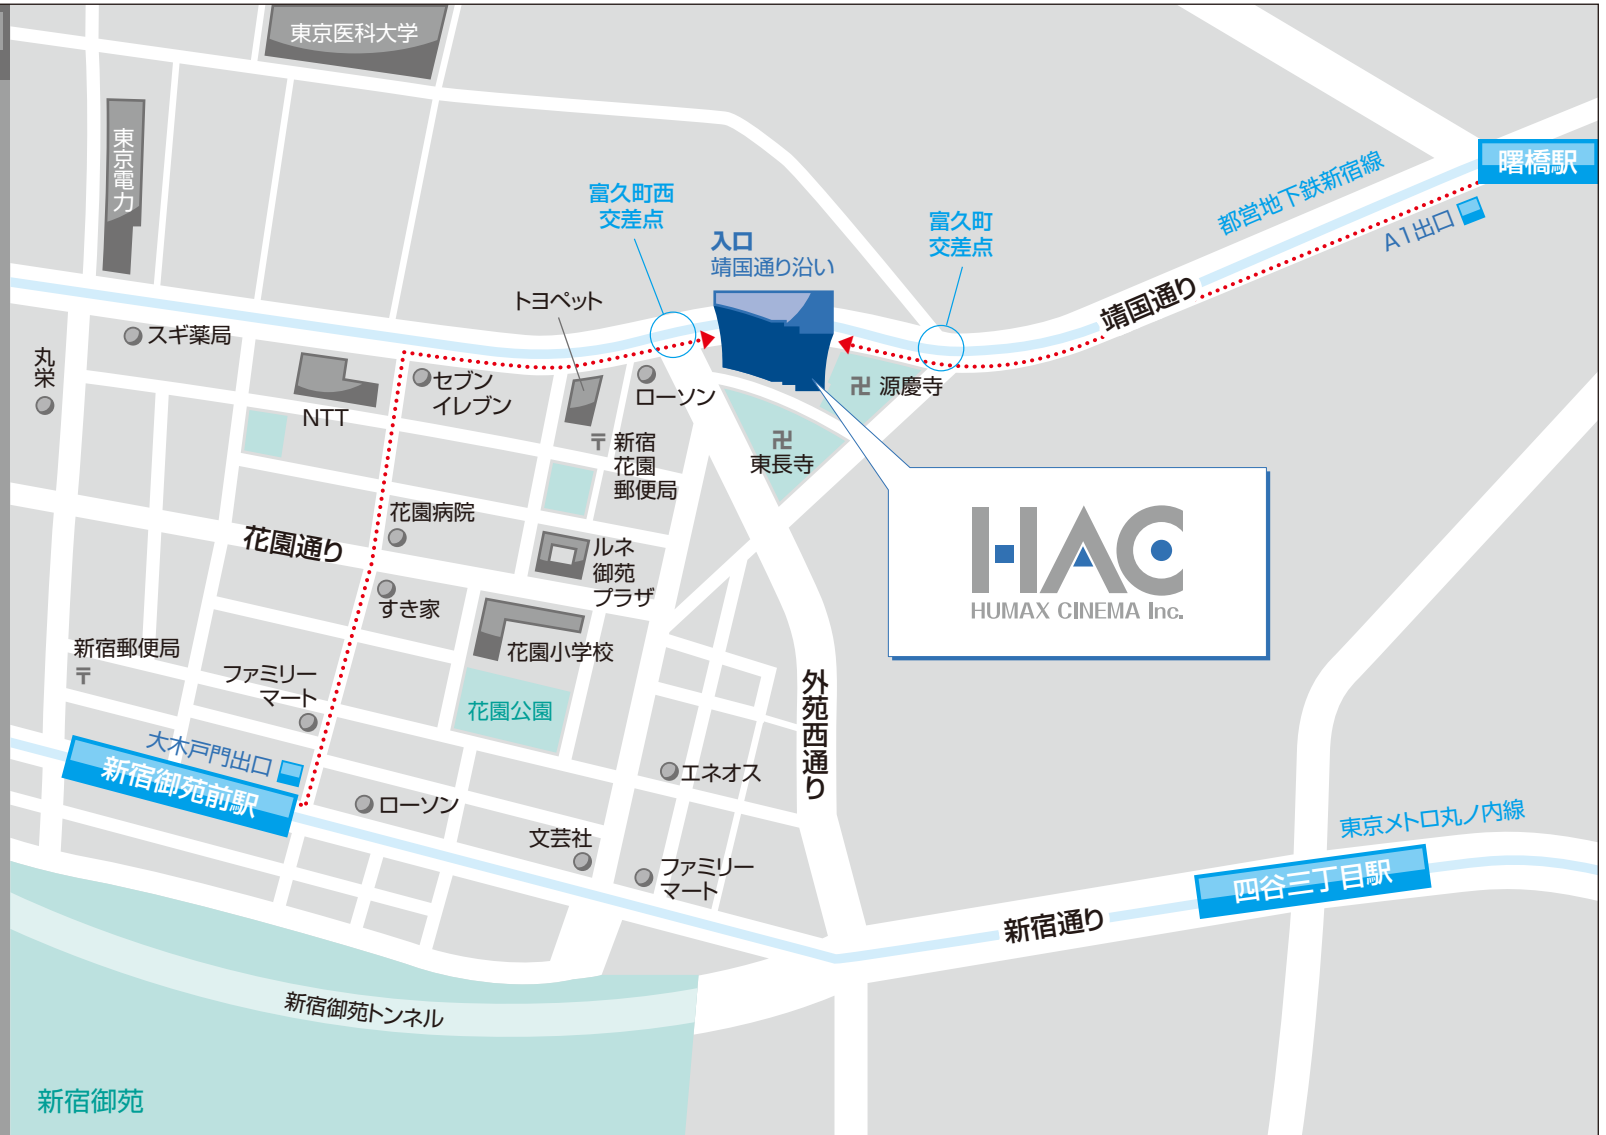 東京医科大学
東京電力
曙橋駅
都営地下鉄新宿線
A1出口
富久町西
交差点
富久町
交差点
入口
靖国通り沿い
靖国通り
トヨペット
スギ薬局
丸栄
NTT
セブン
イレブン
ローソン
卍 源慶寺
卍
東長寺
〒 新宿
花園
郵便局
花園病院
花園通り
ルネ
御苑
プラザ
すき家
花園小学校
新宿郵便局
〒
ファミリー
マート
花園公園
外苑西通り
HAC
HUMAX CINEMA Inc.
大木戸門出口
新宿御苑前駅
ローソン
エネオス
文芸社
ファミリー
マート
東京メトロ丸ノ内線
四谷三丁目駅
新宿通り
新宿御苑トンネル
新宿御苑